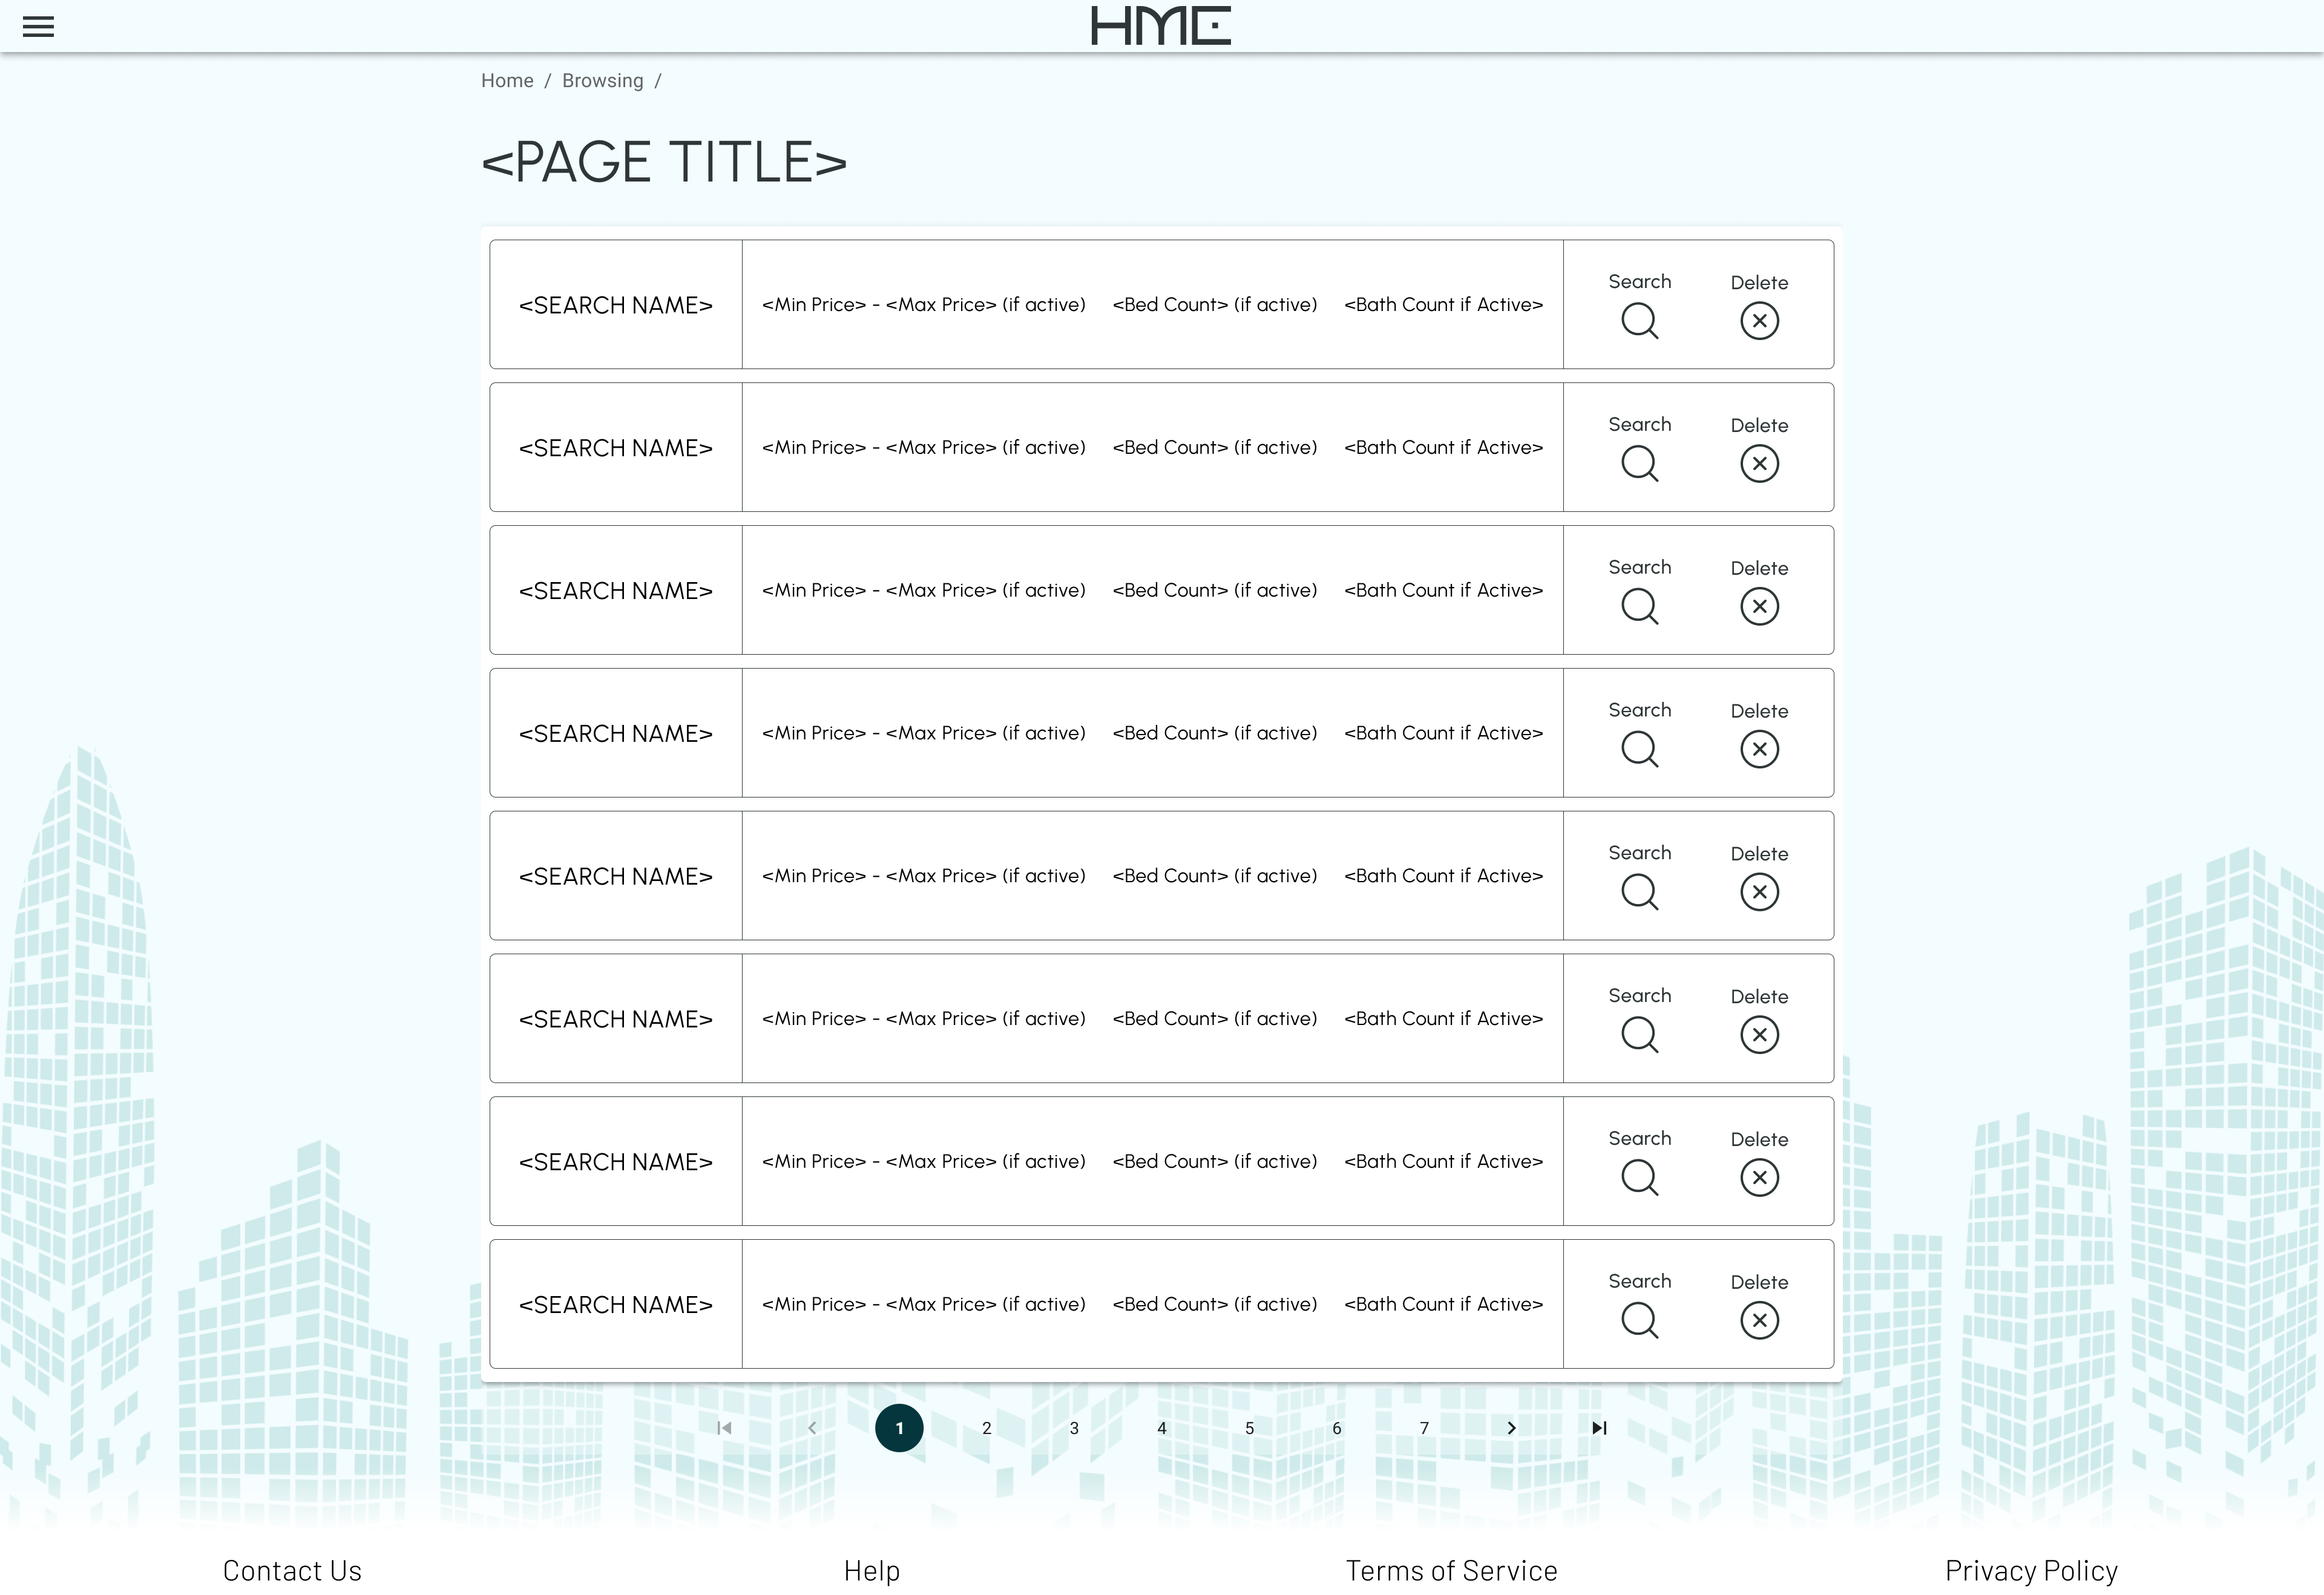 HME
Home / Browsing /
<PAGE TITLE>
<SEARCH NAME> <Min Price> - <Max Price> (if active) <Bed Count> (if active) <Bath Count if Active> Search Delete
<SEARCH NAME> <Min Price> - <Max Price> (if active) <Bed Count> (if active) <Bath Count if Active> Search Delete
<SEARCH NAME> <Min Price> - <Max Price> (if active) <Bed Count> (if active) <Bath Count if Active> Search Delete
<SEARCH NAME> <Min Price> - <Max Price> (if active) <Bed Count> (if active) <Bath Count if Active> Search Delete
<SEARCH NAME> <Min Price> - <Max Price> (if active) <Bed Count> (if active) <Bath Count if Active> Search Delete
<SEARCH NAME> <Min Price> - <Max Price> (if active) <Bed Count> (if active) <Bath Count if Active> Search Delete
<SEARCH NAME> <Min Price> - <Max Price> (if active) <Bed Count> (if active) <Bath Count if Active> Search Delete
<SEARCH NAME> <Min Price> - <Max Price> (if active) <Bed Count> (if active) <Bath Count if Active> Search Delete
1 2 3 4 5 6 7
Contact Us Help Terms of Service Privacy Policy